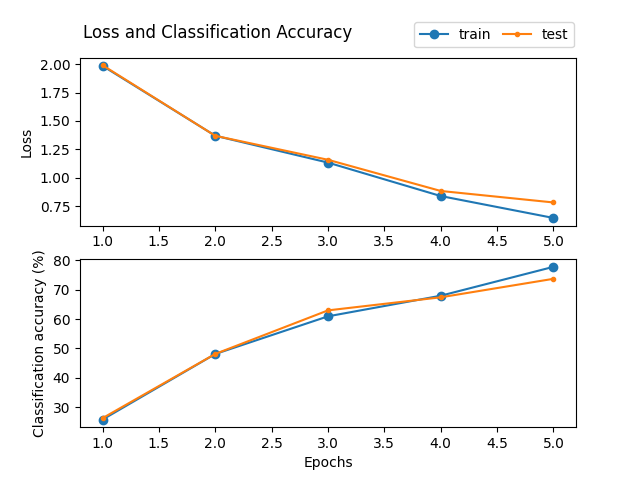 Loss and Classification Accuracy
train test
Loss
2.00
1.75
1.50
1.25
1.00
0.75
1.0 1.5 2.0 2.5 3.0 3.5 4.0 4.5 5.0
Classification accuracy (%)
80
70
60
50
40
30
1.0 1.5 2.0 2.5 3.0 3.5 4.0 4.5 5.0
Epochs